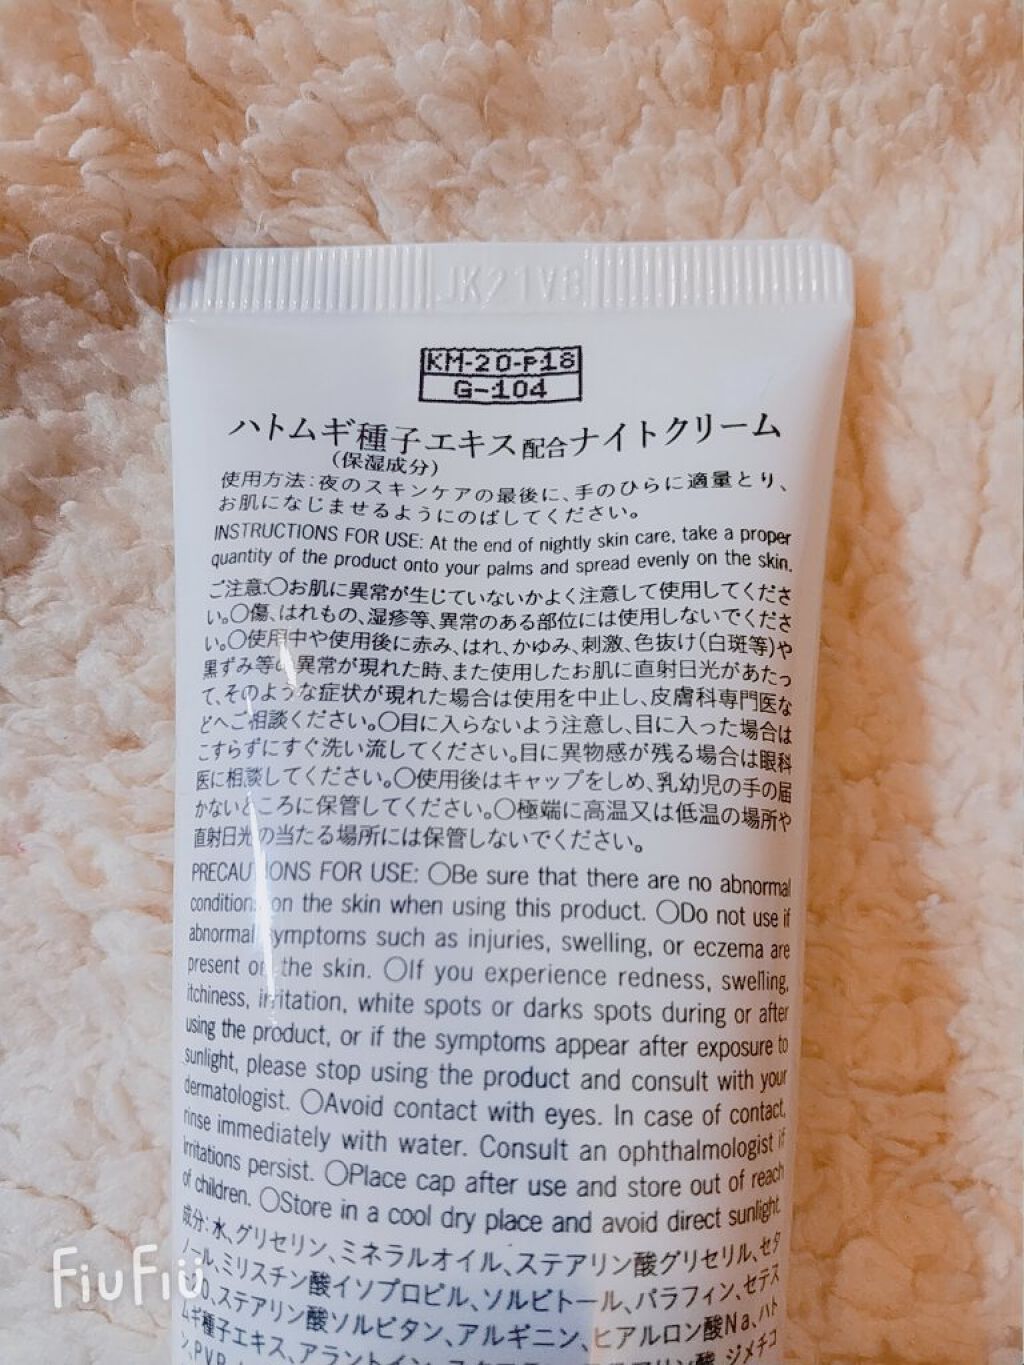 JK21V8
KM-20-P18
G-104
ハトムギ種子エキス配合ナイトクリーム
(保湿成分)
使用方法:夜のスキンケアの最後に、手のひらに適量とり、
お肌になじませるようにのばしてください。
INSTRUCTIONS FOR USE: At the end of nightly skin care, take a proper
quantity of the product onto your palms and spread evenly on the skin.
ご注意:○お肌に異常が生じていないかよく注意して使用してくださ
い。○傷、はれもの、湿疹等、異常のある部位には使用しないでくださ
い。○使用中や使用後に赤み、はれ、かゆみ、刺激、色抜け(白斑等)や
黒ずみ等の異常が現れた時、また使用したお肌に直射日光があたっ
て、そのような症状が現れた場合は使用を中止し、皮膚科専門医な
どへご相談ください。○目に入らないよう注意し、目に入った場合は
こすらずにすぐ洗い流してください。目に異物感が残る場合は眼科
医に相談してください。○使用後はキャップをしめ、乳幼児の手の届
かないところに保管してください。○極端に高温又は低温の場所や
直射日光の当たる場所には保管しないでください。
PRECAUTIONS FOR USE: ○Be sure that there are no abnormal
condition on the skin when using this product. ○Do not use if
abnormal symptoms such as injuries, swelling, or eczema are
present on the skin. ○If you experience redness, swelling,
itchiness, irritation, white spots or darks spots during or after
using the product, or if the symptoms appear after exposure to
sunlight, please stop using the product and consult with your
dermatologist. ○Avoid contact with eyes. In case of contact,
rinse immediately with water. Consult an ophthalmologist if
irritations persist. ○Place cap after use and store out of reach
of children. ○Store in a cool dry place and avoid direct sunlight.
成分:水、グリセリン、ミネラルオイル、ステアリン酸グリセリル、セタ
ノール、ミリスチン酸イソプロピル、ソルビトール、パラフィン、セテス
0、ステアリン酸ソルビタン、アルギニン、ヒアルロン酸Na、ハト
ムギ種子エキス、アラントイン、 ジメチコ
ン、PVP、
FiuFiu